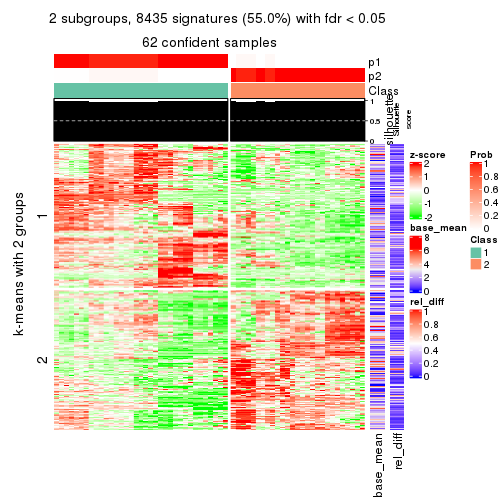 2 subgroups, 8435 signatures (55.0%) with fdr < 0.05
62 confident samples
p1
p2
Class
silhouette
Silhouette
score
1
0.5
0
k-means with 2 groups
1
2
base_mean
rel_diff
z-score
2
1
0
-1
-2
base_mean
8
6
4
2
0
rel_diff
1
0.8
0.6
0.4
0.2
0
Prob
1
0.8
0.6
0.4
0.2
0
Class
1
2